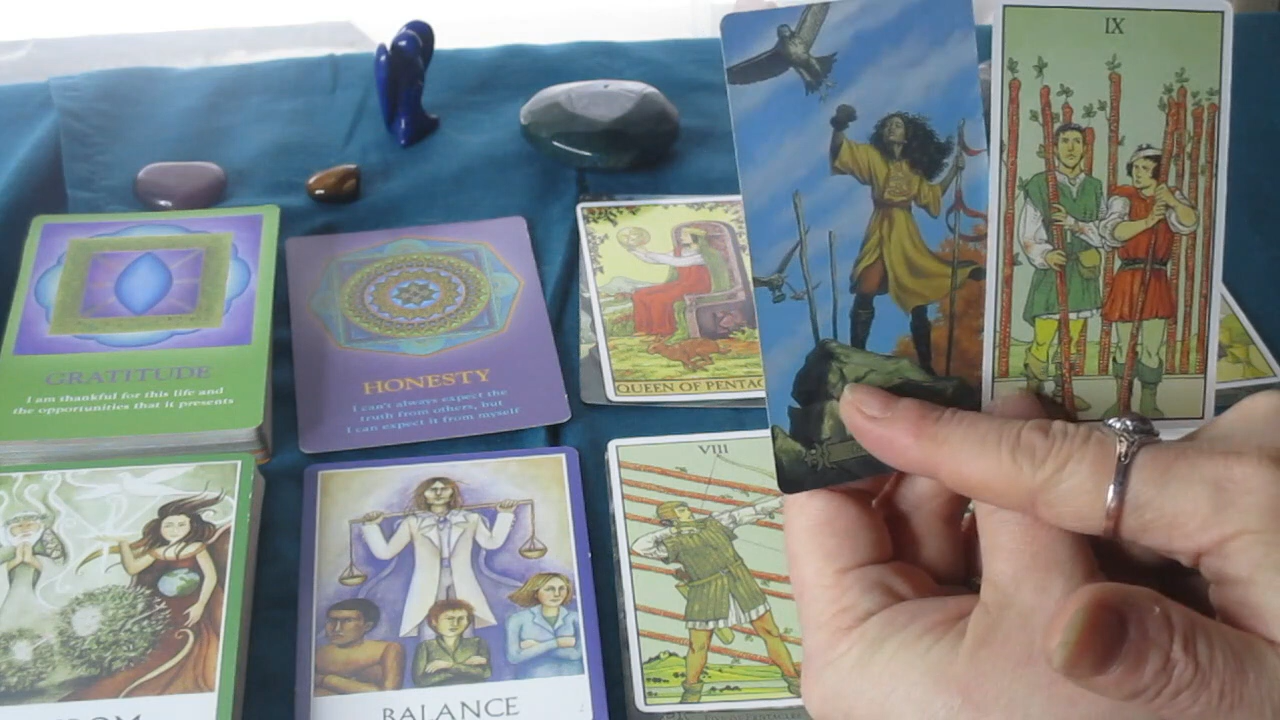 IX
GRATITUDE
I am thankful for this life and
the opportunities that it presents
HONESTY
I can't always expect the
truth from others, but
I can expect it from myself
QUEEN OF PENTAC
VIII
BALANCE